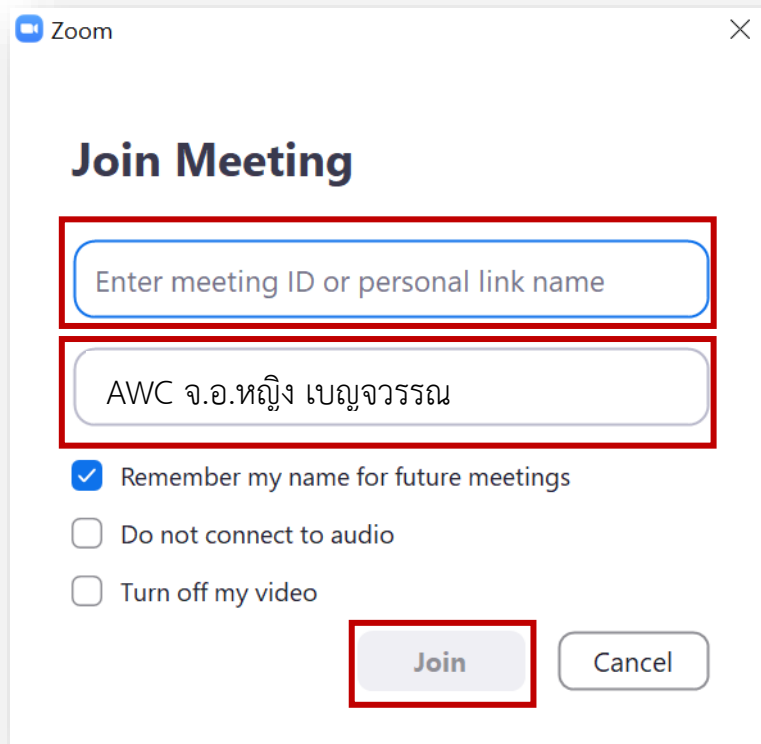 Zoom
Join Meeting
Enter meeting ID or personal link name
AWC จ.อ.หญิง เบญจวรรณ
Remember my name for future meetings
Do not connect to audio
Turn off my video
Join Cancel